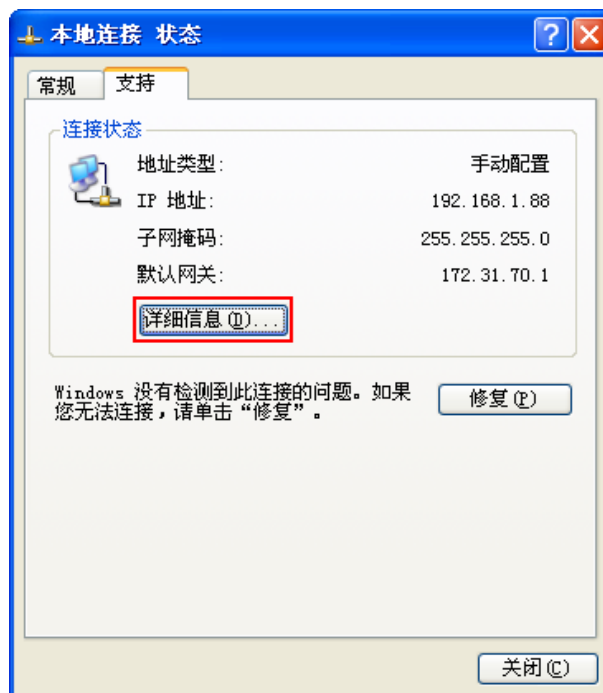 本地连接 状态
常规 支持
连接状态
地址类型: 手动配置
IP 地址: 192.168.1.88
子网掩码: 255.255.255.0
默认网关: 172.31.70.1
详细信息(D)...
Windows 没有检测到此连接的问题。如果
您无法连接，请单击“修复”。
修复(P)
关闭(C)